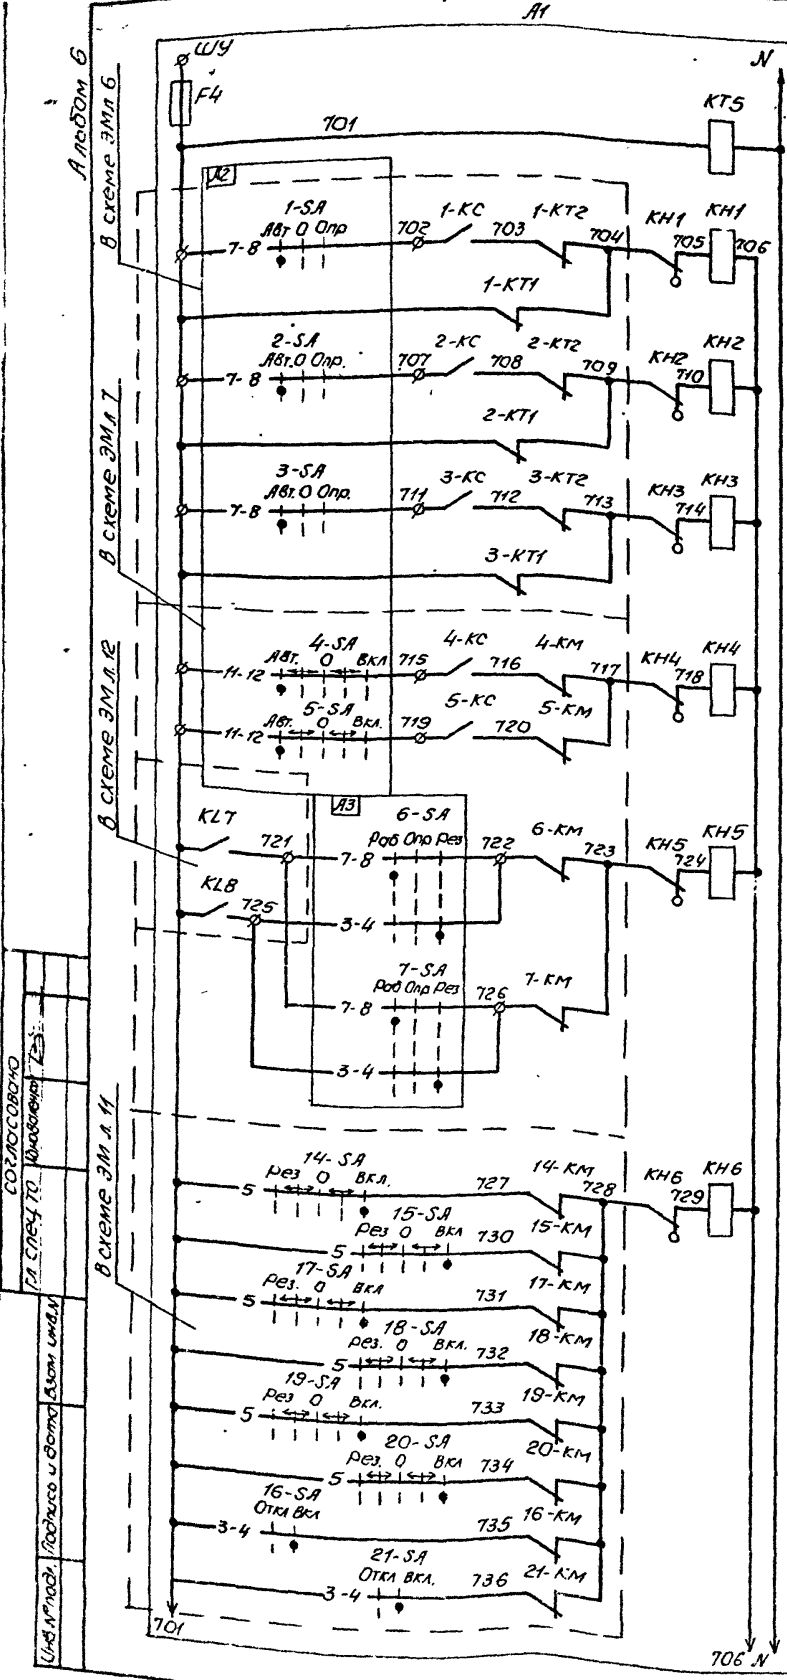 А1
Альбом 6
ШУ
F4
N
КТ5
701
В схеме ЭМ л 6
А2
1-SA
Авт О Опр
7-8
702
1-КС
703
1-КТ2
704
КН1
705
КН1
706
1-КТ1
2-SA
Авт. О Опр.
7-8
707
2-КС
708
2-КТ2
709
КН2
710
КН2
2-КТ1
В схеме ЭМ л 7
3-SA
Авт. О Опр.
7-8
711
3-КС
712
3-КТ2
713
КН3
714
КН3
3-КТ1
4-SA
Авт. О ВКЛ
11-12
715
4-КС
716
4-КМ
717
КН4
718
КН4
5-SA
Авт. О ВКЛ.
11-12
719
5-КС
720
5-КМ
В схеме ЭМ л. 12
А3
KL7
721
6-SA
Раб Опр Рез
7-8
722
6-КМ
723
КН5
724
КН5
KL8
725
3-4
7-SA
Раб Опр Рез
7-8
726
7-КМ
3-4
В схеме ЭМ л. 11
14-SA
Рез О ВКЛ.
5
727
14-КМ
728
КН6
729
КН6
15-SA
Рез О ВКЛ
5
730
15-КМ
17-SA
Рез. О ВКЛ
5
731
17-КМ
18-SA
Рез. О ВКЛ.
5
732
18-КМ
19-SA
Рез О ВКЛ.
5
733
19-КМ
20-SA
Рез. О ВКЛ
5
734
20-КМ
16-SA
Откл ВКЛ
3-4
735
16-КМ
21-SA
Откл ВКЛ.
3-4
736
21-КМ
701
706 N
СОГЛАСОВАНО
Гл. спец ТО
Инв № подл.
Подпись и дата
Взам инв.N